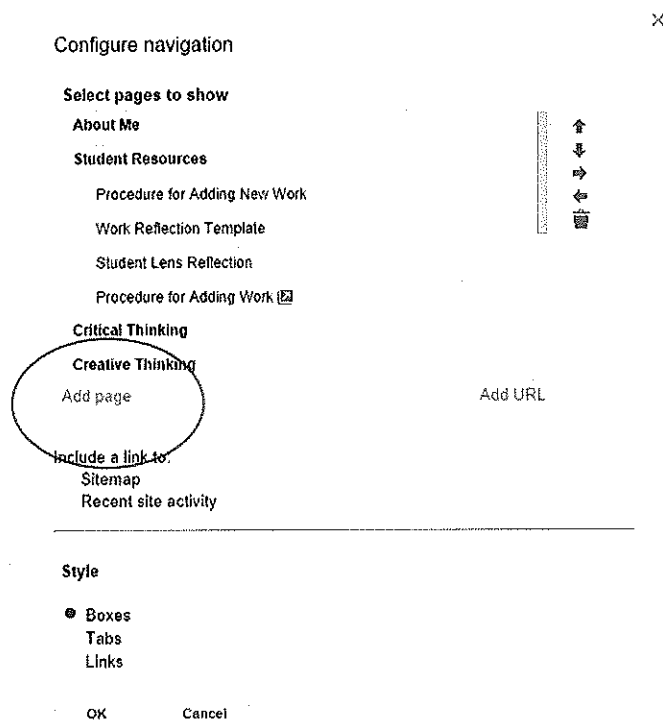 Configure navigation
Select pages to show
About Me
Student Resources
Procedure for Adding New Work
Work Reflection Template
Student Lens Reflection
Procedure for Adding Work
Critical Thinking
Creative Thinking
Add page Add URL
Include a link to:
Sitemap
Recent site activity
Style
Boxes
Tabs
Links
OK Cancel